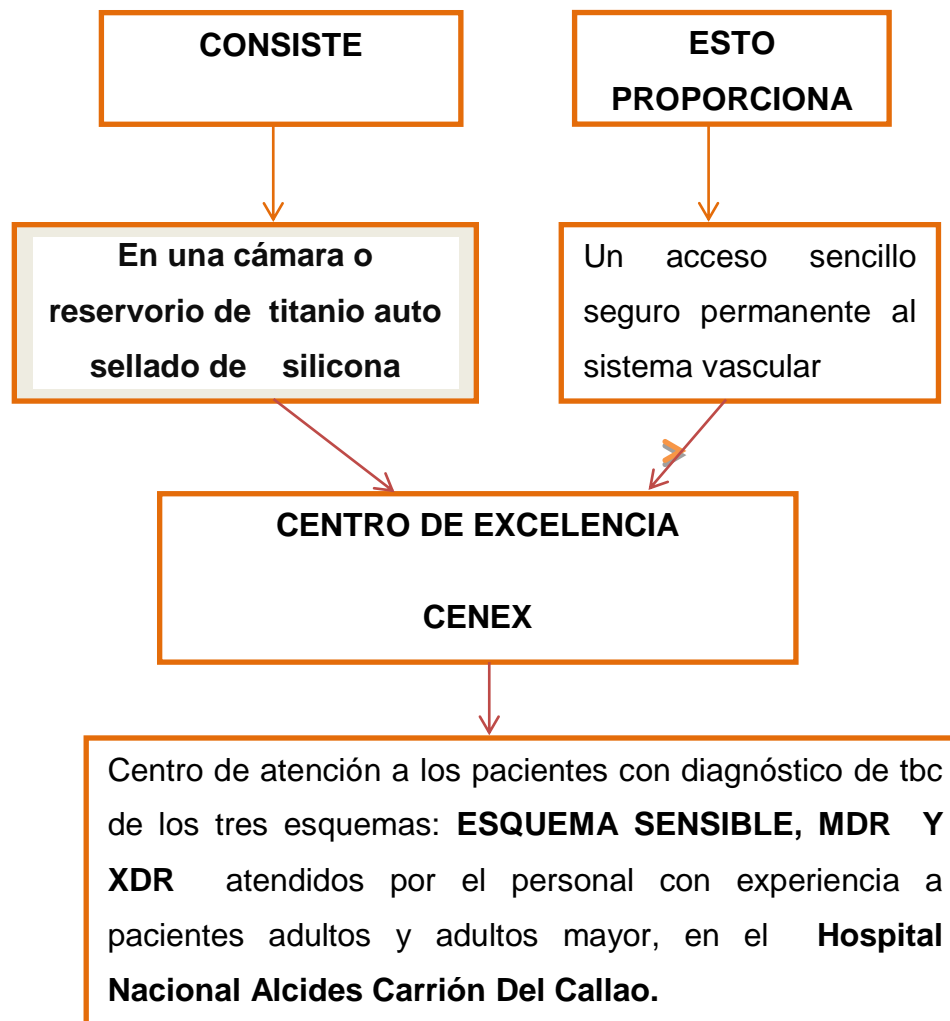 CONSISTE
ESTO
PROPORCIONA
En una cámara o
reservorio de titanio auto
sellado de silicona
Un acceso sencillo
seguro permanente al
sistema vascular
CENTRO DE EXCELENCIA
CENEX
Centro de atención a los pacientes con diagnóstico de tbc
de los tres esquemas: ESQUEMA SENSIBLE, MDR Y
XDR atendidos por el personal con experiencia a
pacientes adultos y adultos mayor, en el Hospital
Nacional Alcides Carrión Del Callao.